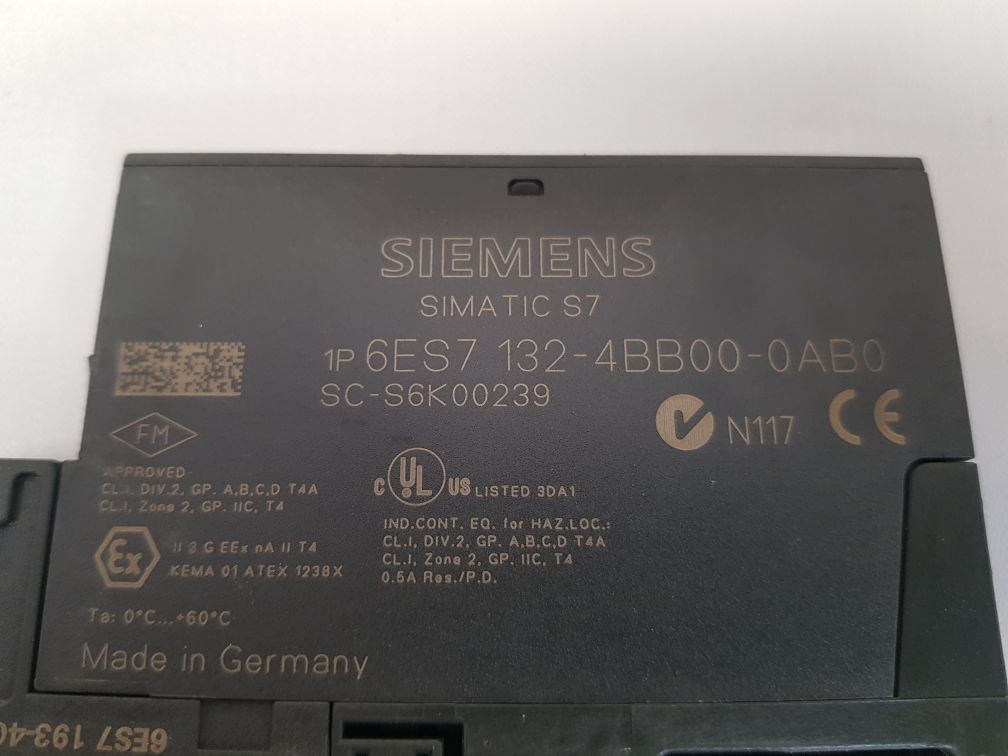 SIEMENS
SIMATIC S7
1P 6ES7 132-4BB00-0AB0
SC-S6K00239
N117 CE
FM
APPROVED
CL.I, DIV.2, GP. A,B,C,D T4A
CL.I, Zone 2, GP. IIC, T4
C UL US LISTED 3DA1
IND.CONT. EQ. for HAZ.LOC.:
CL.I, DIV.2, GP. A,B,C,D T4A
CL.I, Zone 2, GP. IIC, T4
0.5A Res./P.D.
Ex II 3 G EEx nA II T4
KEMA 01 ATEX 1238X
Ta: 0°C...+60°C
Made in Germany
6ES7 193-4